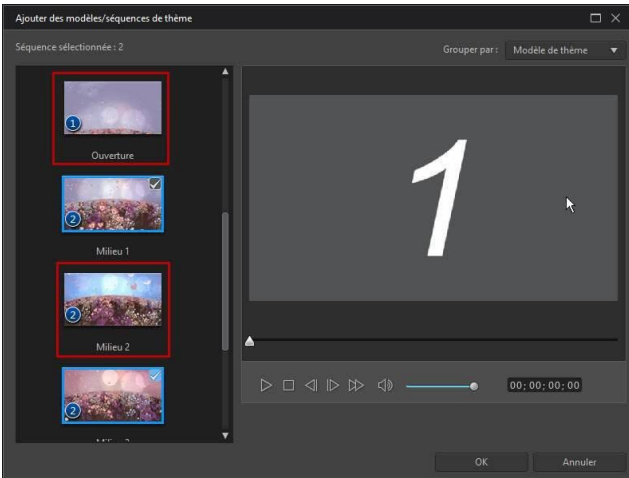 Ajouter des modèles/séquences de thème
Séquence sélectionnée : 2
Grouper par : Modèle de thème
1
Ouverture
2
Milieu 1
2
Milieu 2
2
1
00;00;00;00
OK Annuler